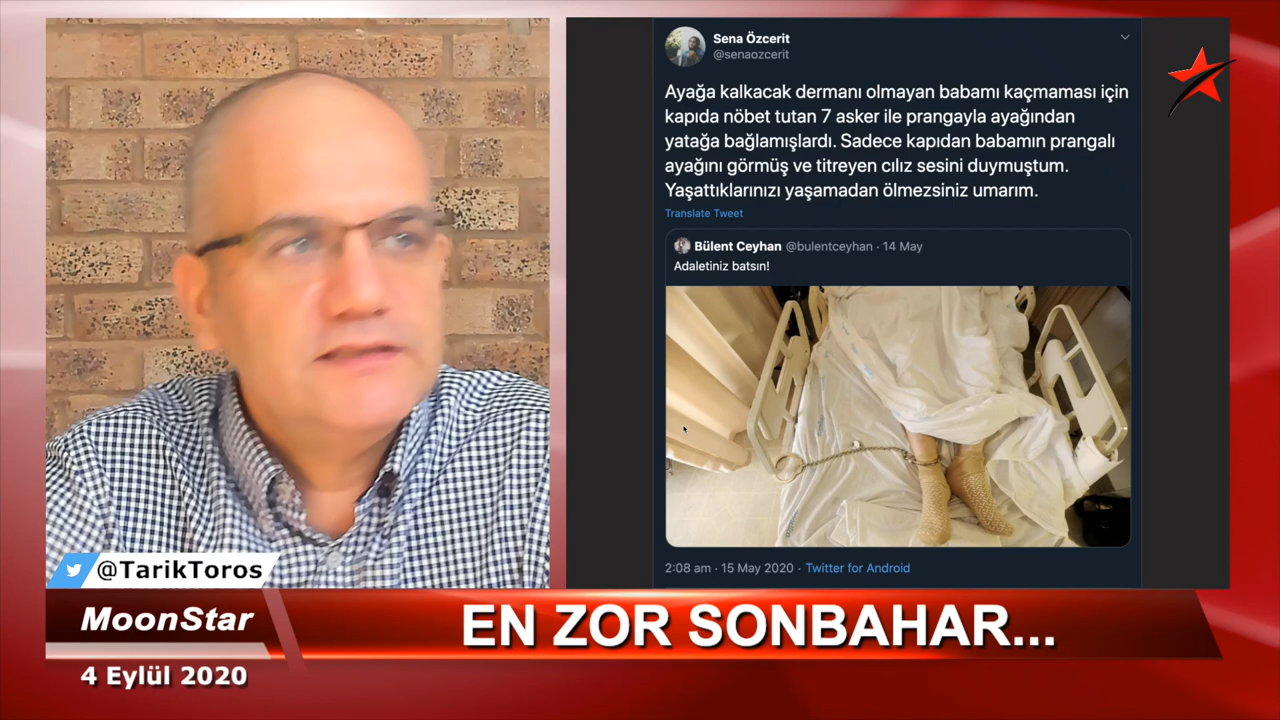 Sena Özcerit
@senaozcerit
Ayağa kalkacak dermanı olmayan babamı kaçmaması için
kapıda nöbet tutan 7 asker ile prangayla ayağından
yatağa bağlamışlardı. Sadece kapıdan babamın prangalı
ayağını görmüş ve titreyen cılız sesini duymuştum.
Yaşattıklarınızı yaşamadan ölmezsiniz umarım.
Translate Tweet
Bülent Ceyhan @bulentceyhan · 14 May
Adaletiniz batsın!
2:08 am · 15 May 2020 · Twitter for Android
@TarikToros
MoonStar
EN ZOR SONBAHAR...
4 Eylül 2020